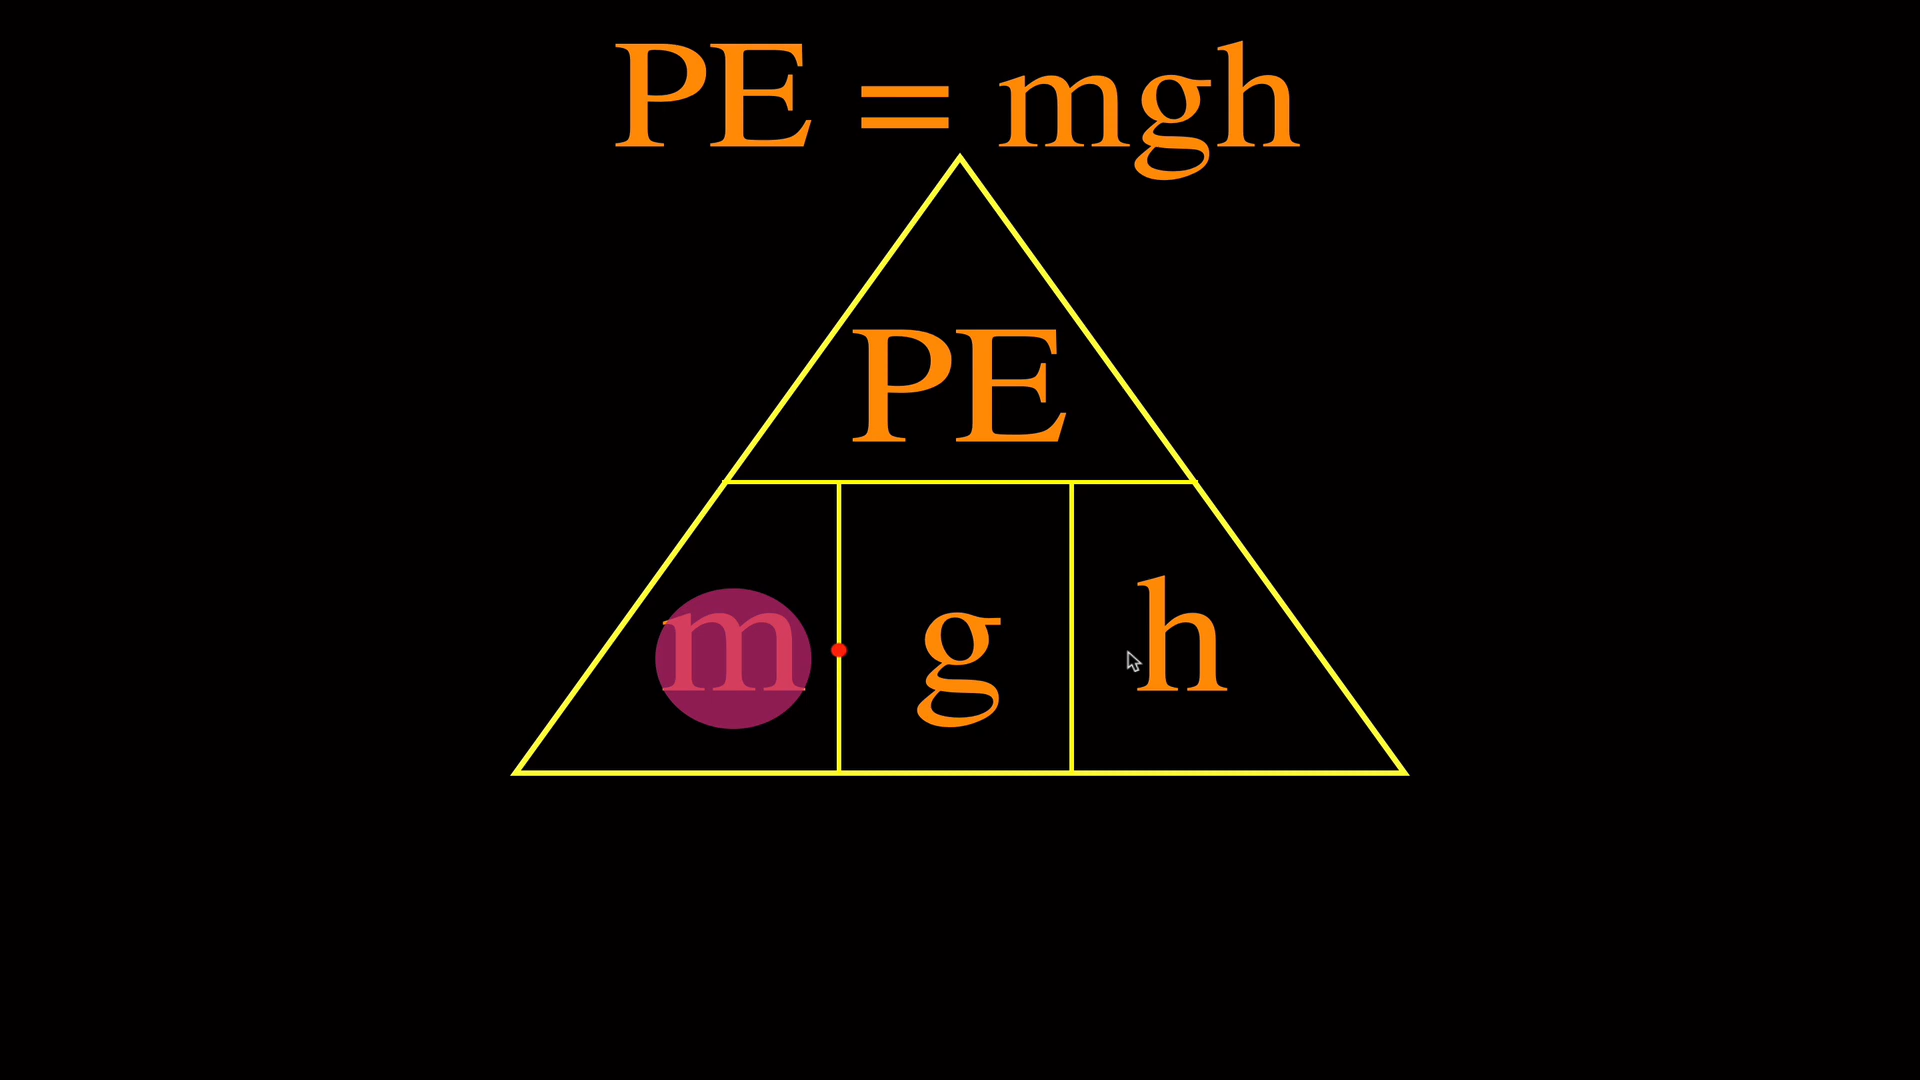 PE = mgh
PE
m g h